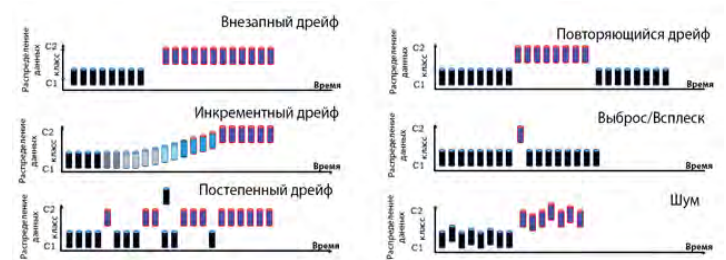 Внезапный дрейф
Распределение
данных
класс
C2
C1
Время
Инкрементный дрейф
Распределение
данных
класс
C2
C1
Время
Постепенный дрейф
Распределение
данных
класс
C2
C1
Время
Повторяющийся дрейф
Распределение
данных
класс
C2
C1
Время
Выброс/Всплеск
Распределение
данных
класс
C2
C1
Время
Шум
Распределение
данных
класс
C2
C1
Время